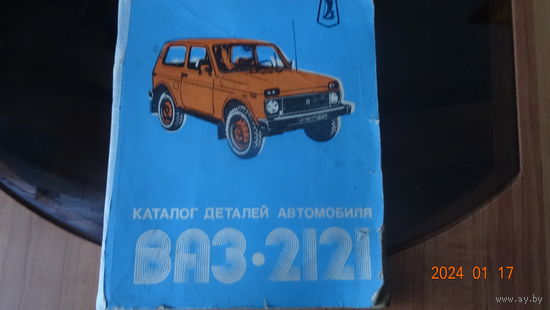 КАТАЛОГ ДЕТАЛЕЙ АВТОМОБИЛЯ
ВАЗ·2121
2024 01 17
www.ay.by